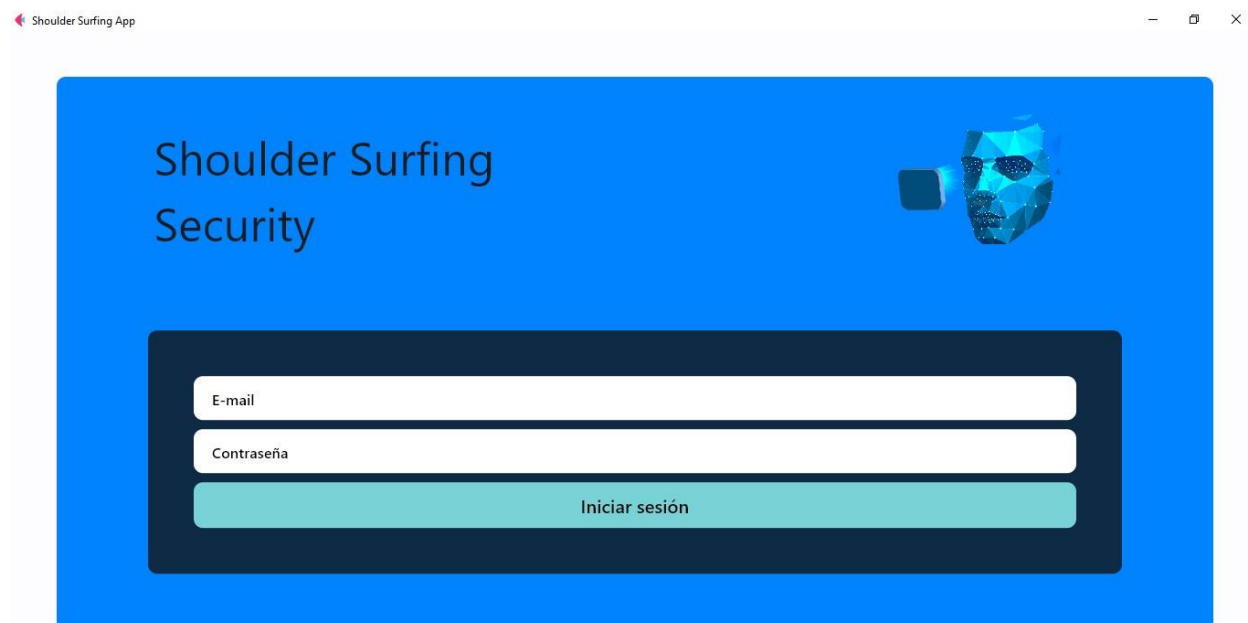 Shoulder Surfing App
Shoulder Surfing
Security
E-mail
Contraseña
Iniciar sesión